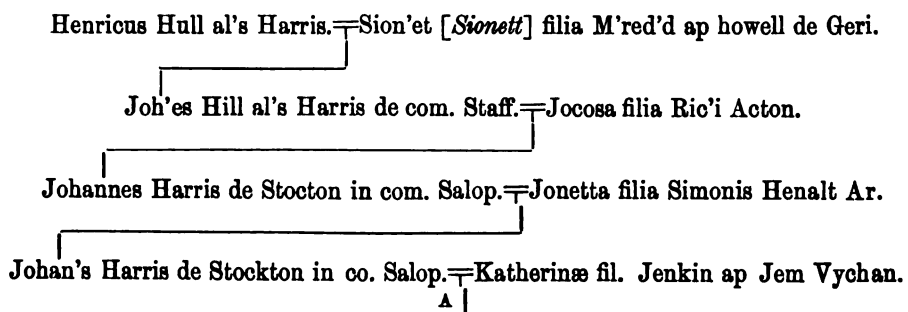 Henricus Hull al's Harris.=Sion'et [Sionett] filia M'red'd ap howell de Geri.
Joh'es Hill al's Harris de com. Staff.=Jocosa filia Ric'i Acton.
Johannes Harris de Stocton in com. Salop.=Jonetta filia Simonis Henalt Ar.
Johan's Harris de Stockton in co. Salop.=Katherinæ fil. Jenkin ap Jem Vychan.
A